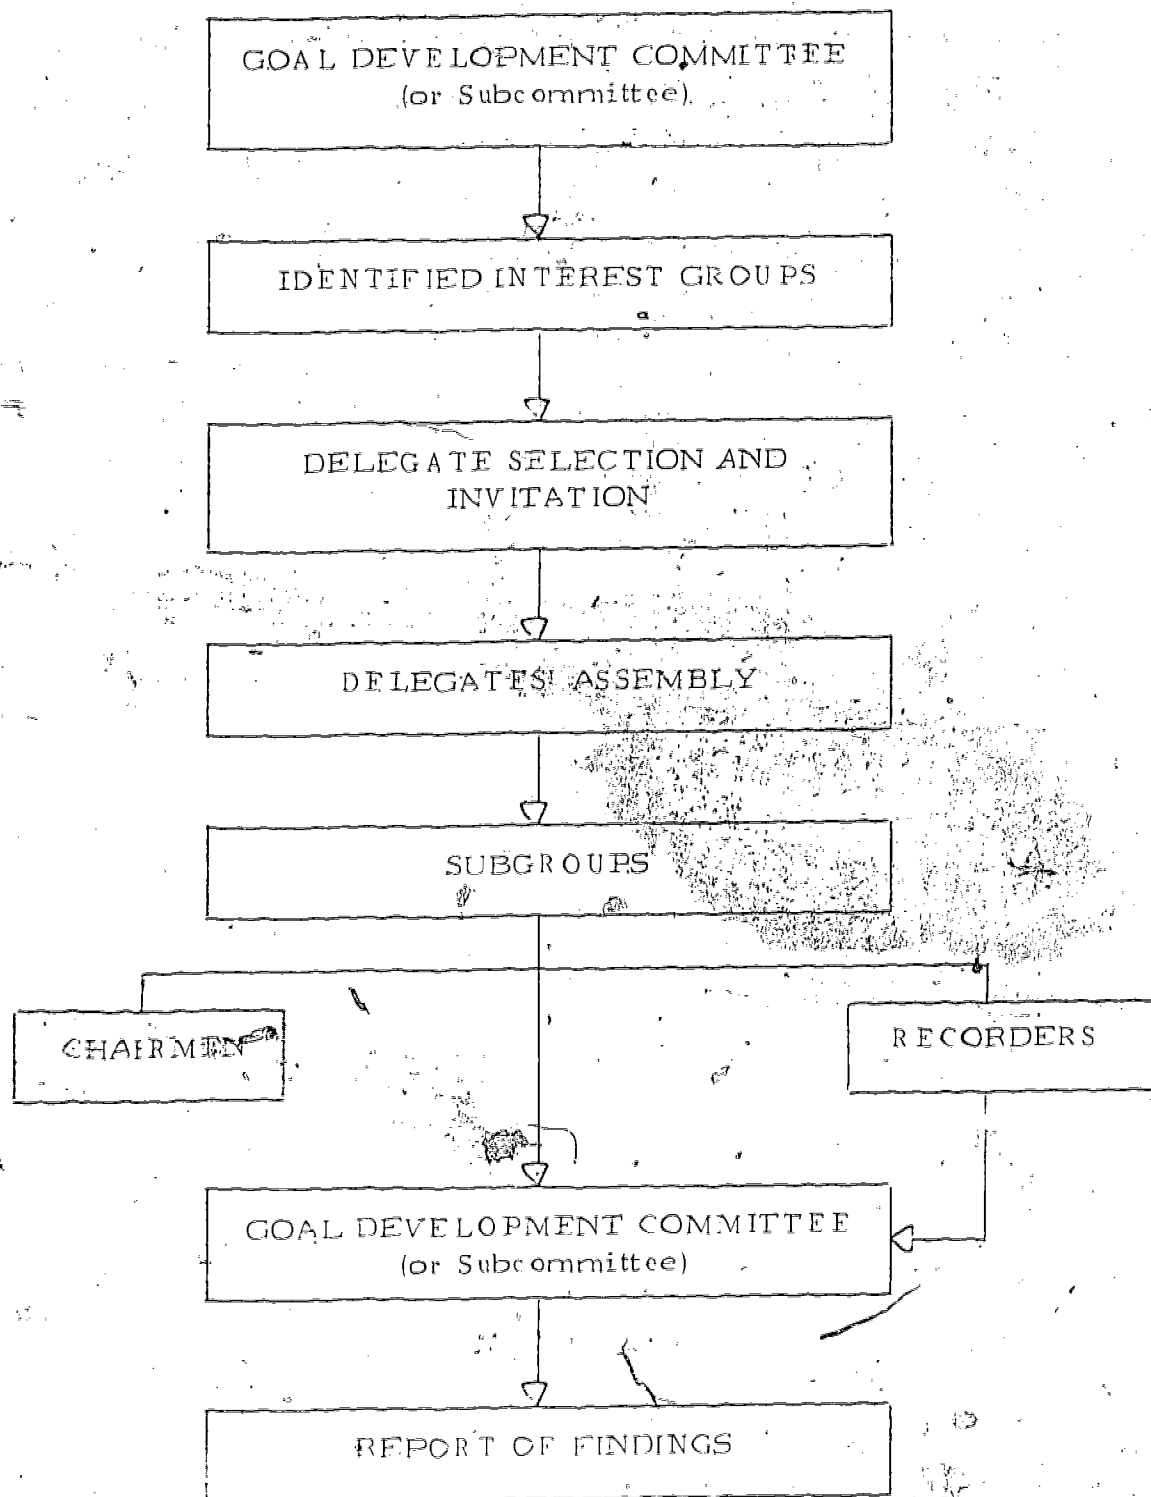 GOAL DEVELOPMENT COMMITTEE
(or Subcommittee)
IDENTIFIED INTEREST GROUPS
DELEGATE SELECTION AND
INVITATION
DELEGATES' ASSEMBLY
SUBGROUPS
CHAIRMEN
RECORDERS
GOAL DEVELOPMENT COMMITTEE
(or Subcommittee)
REPORT OF FINDINGS